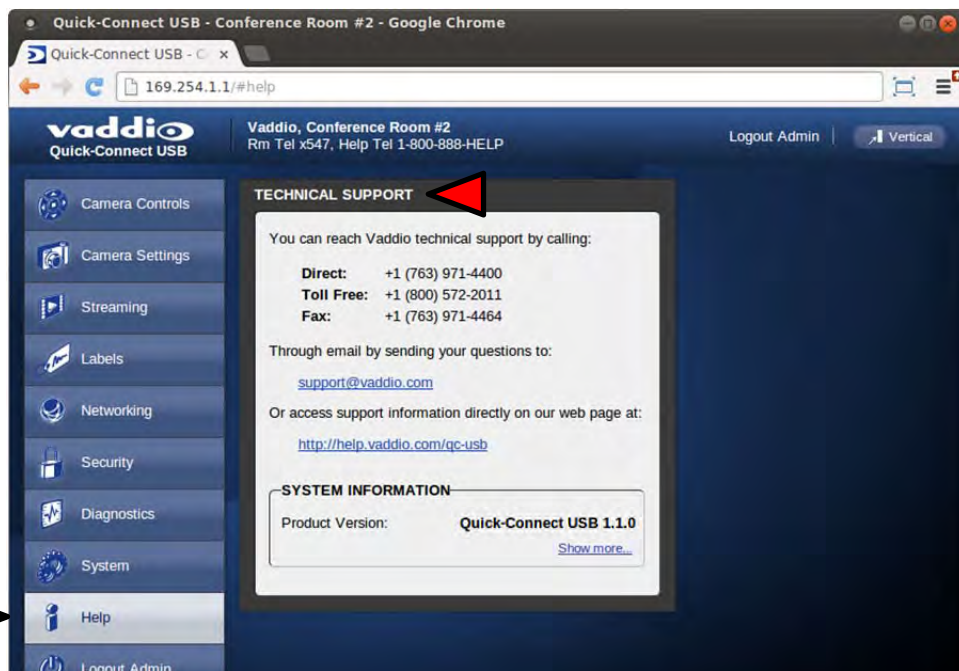 Quick-Connect USB - Conference Room #2 - Google Chrome
Quick-Connect USB - C
169.254.1.1/#help
vaddio
Quick-Connect USB
Vaddio, Conference Room #2
Rm Tel x547, Help Tel 1-800-888-HELP
Logout Admin
Vertical
Camera Controls
Camera Settings
Streaming
Labels
Networking
Security
Diagnostics
System
Help
Logout Admin
TECHNICAL SUPPORT
You can reach Vaddio technical support by calling:
Direct: +1 (763) 971-4400
Toll Free: +1 (800) 572-2011
Fax: +1 (763) 971-4464
Through email by sending your questions to:
support@vaddio.com
Or access support information directly on our web page at:
http://help.vaddio.com/qc-usb
SYSTEM INFORMATION
Product Version: Quick-Connect USB 1.1.0
Show more...